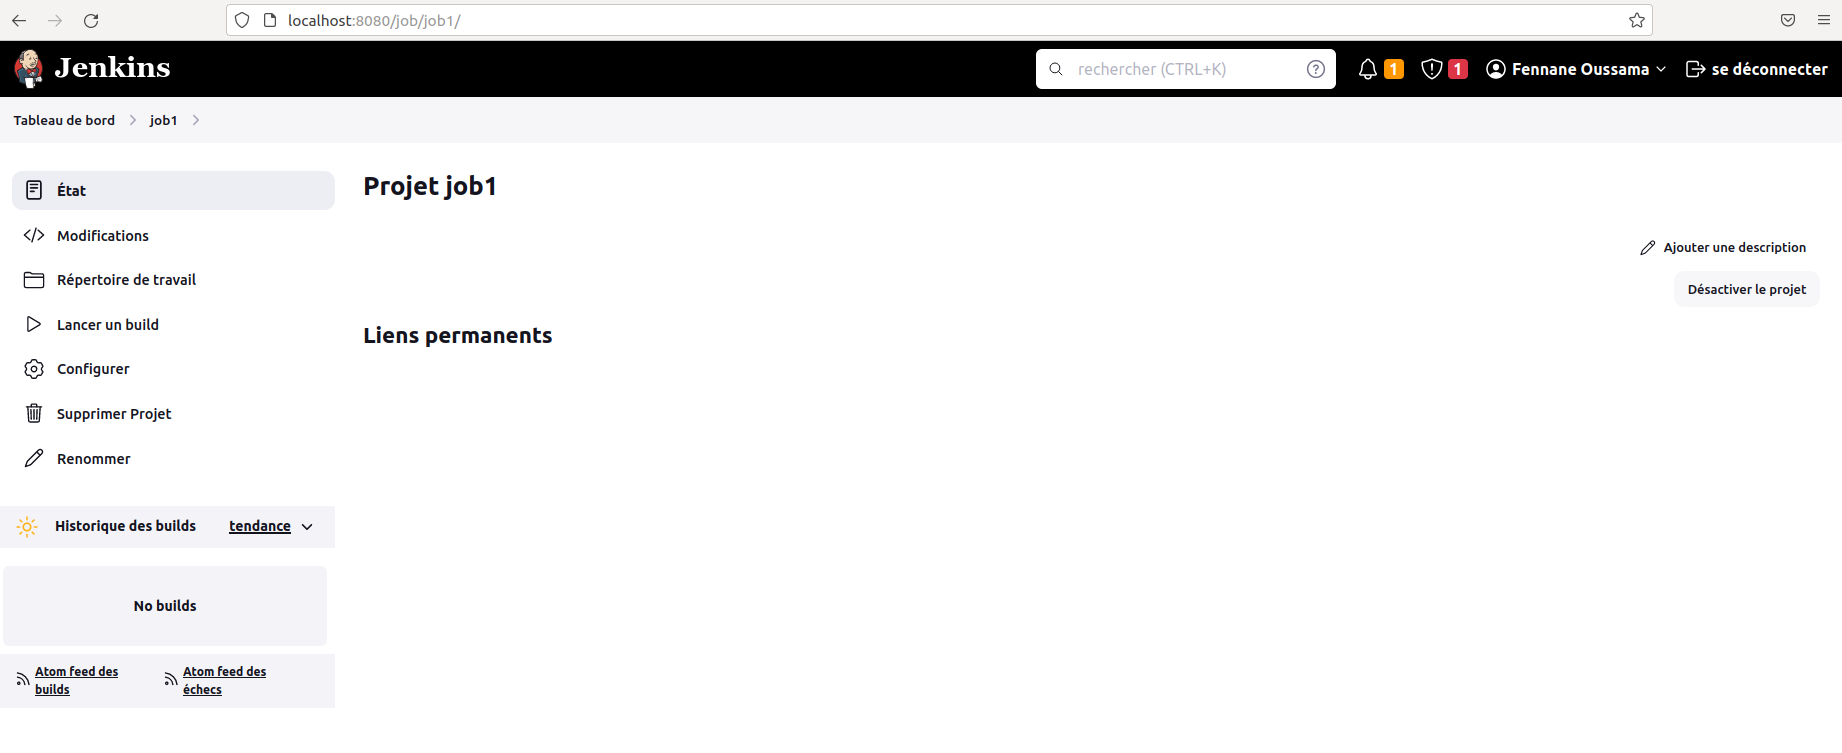 localhost:8080/job/job1/
Jenkins
rechercher (CTRL+K)
1
1
Fennane Oussama
se déconnecter
Tableau de bord
job1
État
Modifications
Répertoire de travail
Lancer un build
Configurer
Supprimer Projet
Renommer
Historique des builds
tendance
No builds
Atom feed des
builds
Atom feed des
échecs
Projet job1
Ajouter une description
Désactiver le projet
Liens permanents